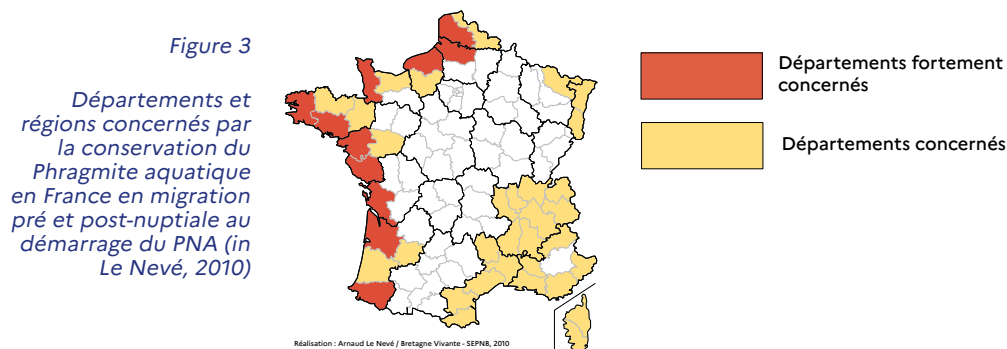 Figure 3
Départements et
régions concernés par
la conservation du
Phragmite aquatique
en France en migration
pré et post-nuptiale au
démarrage du PNA (in
Le Nevé, 2010)
Départements fortement
concernés
Départements concernés
Réalisation : Arnaud Le Nevé / Bretagne Vivante - SEPNB, 2010